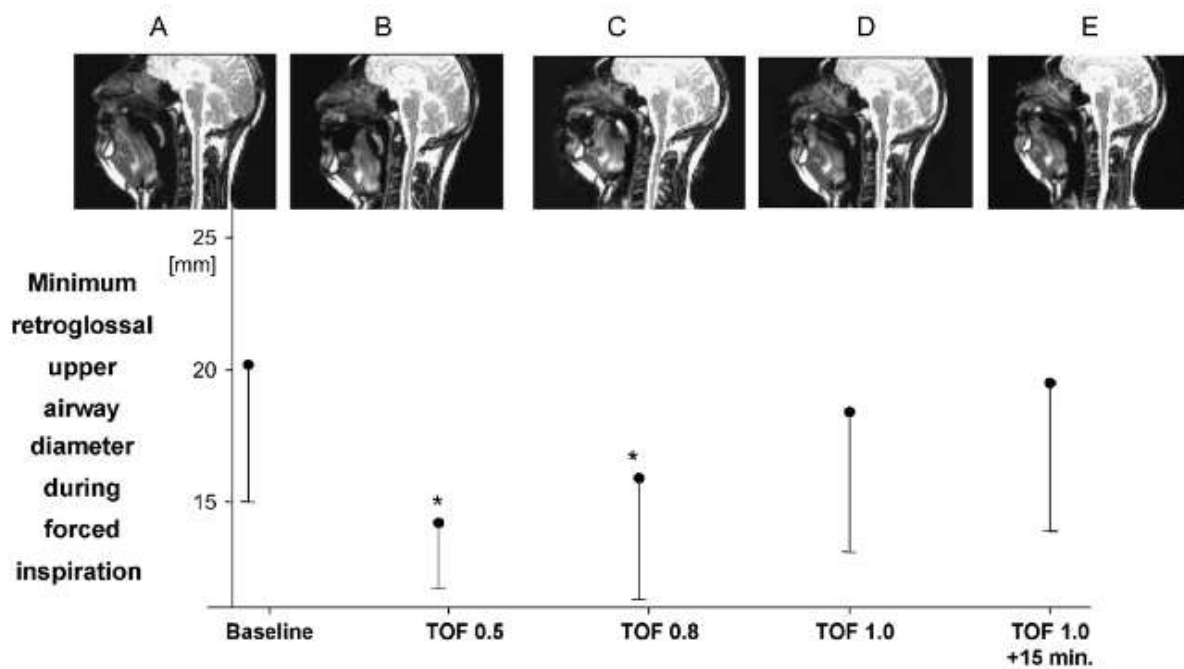 A B C D E
25
[mm]
Minimum
retroglossal
upper
airway
diameter
during
forced
inspiration
20
15
*
*
Baseline TOF 0.5 TOF 0.8 TOF 1.0 TOF 1.0
+15 min.